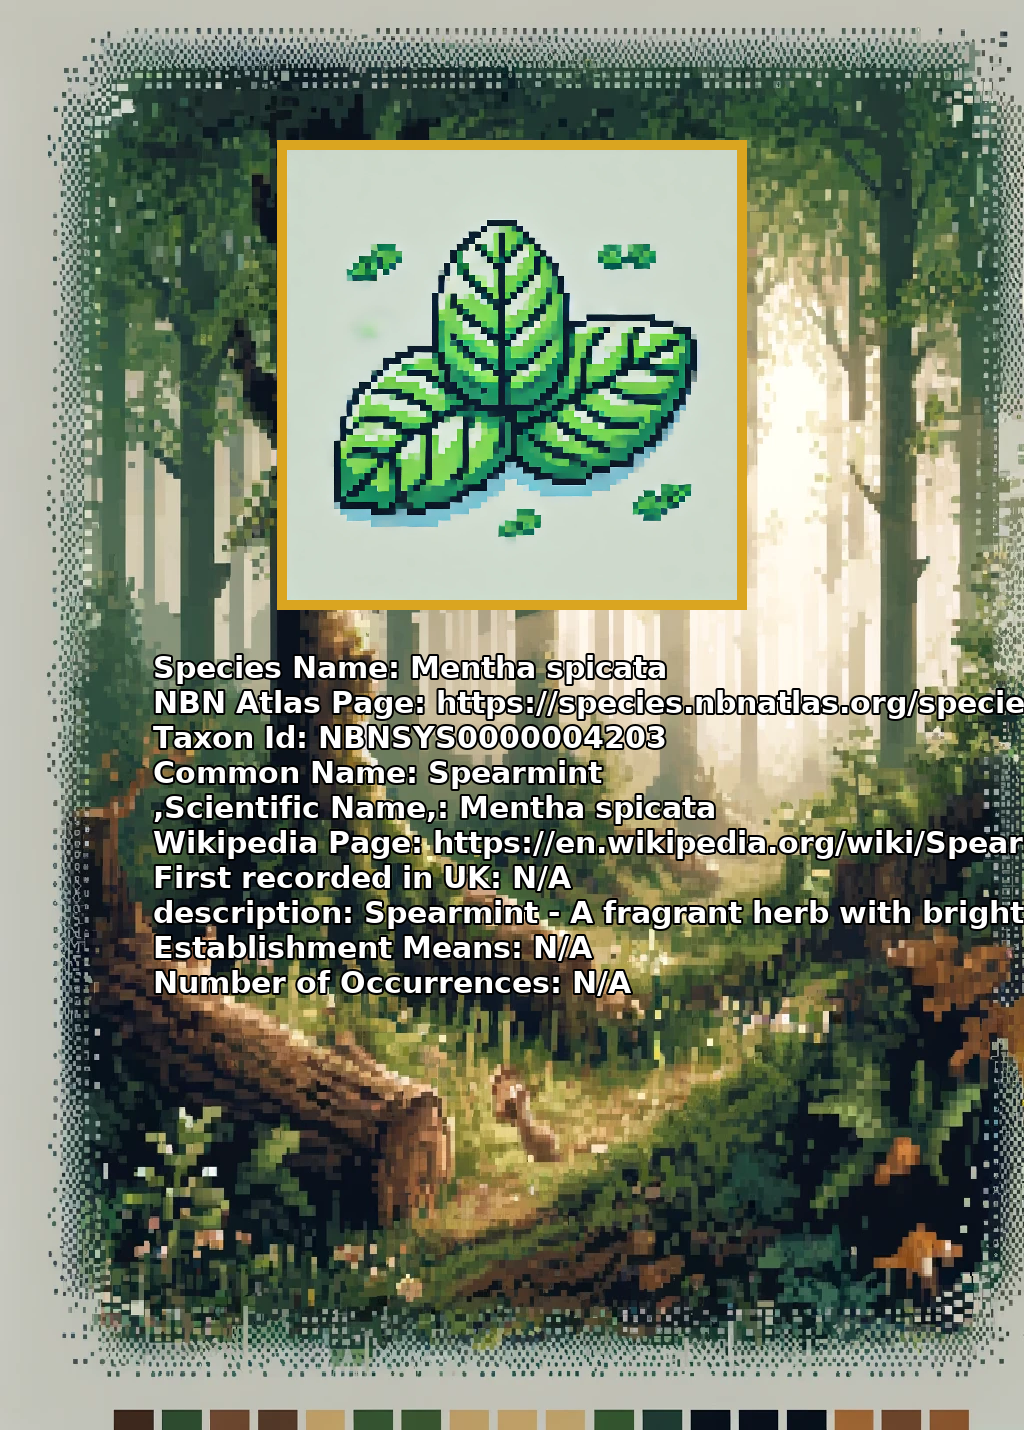 Species Name: Mentha spicata
NBN Atlas Page: https://species.nbnatlas.org/specie
Taxon Id: NBNSYS0000004203
Common Name: Spearmint
,Scientific Name,: Mentha spicata
Wikipedia Page: https://en.wikipedia.org/wiki/Spear
First recorded in UK: N/A
description: Spearmint - A fragrant herb with bright
Establishment Means: N/A
Number of Occurrences: N/A